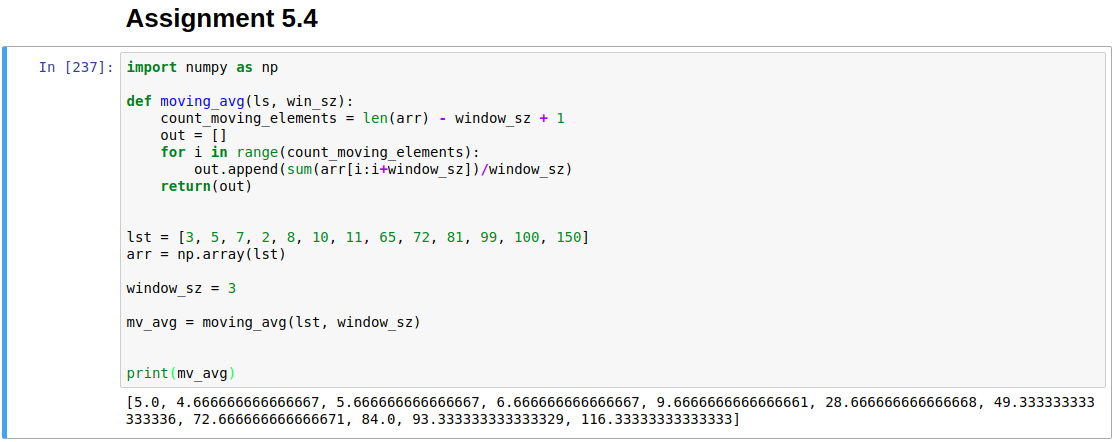 Assignment 5.4
In [237]:
import numpy as np
def moving_avg(ls, win_sz):
    count_moving_elements = len(arr) - window_sz + 1
    out = []
    for i in range(count_moving_elements):
        out.append(sum(arr[i:i+window_sz])/window_sz)
    return(out)
lst = [3, 5, 7, 2, 8, 10, 11, 65, 72, 81, 99, 100, 150]
arr = np.array(lst)
window_sz = 3
mv_avg = moving_avg(lst, window_sz)
print(mv_avg)
[5.0, 4.666666666666667, 5.666666666666667, 6.666666666666667, 9.6666666666666661, 28.666666666666668, 49.333333333
333336, 72.666666666666671, 84.0, 93.333333333333329, 116.33333333333333]